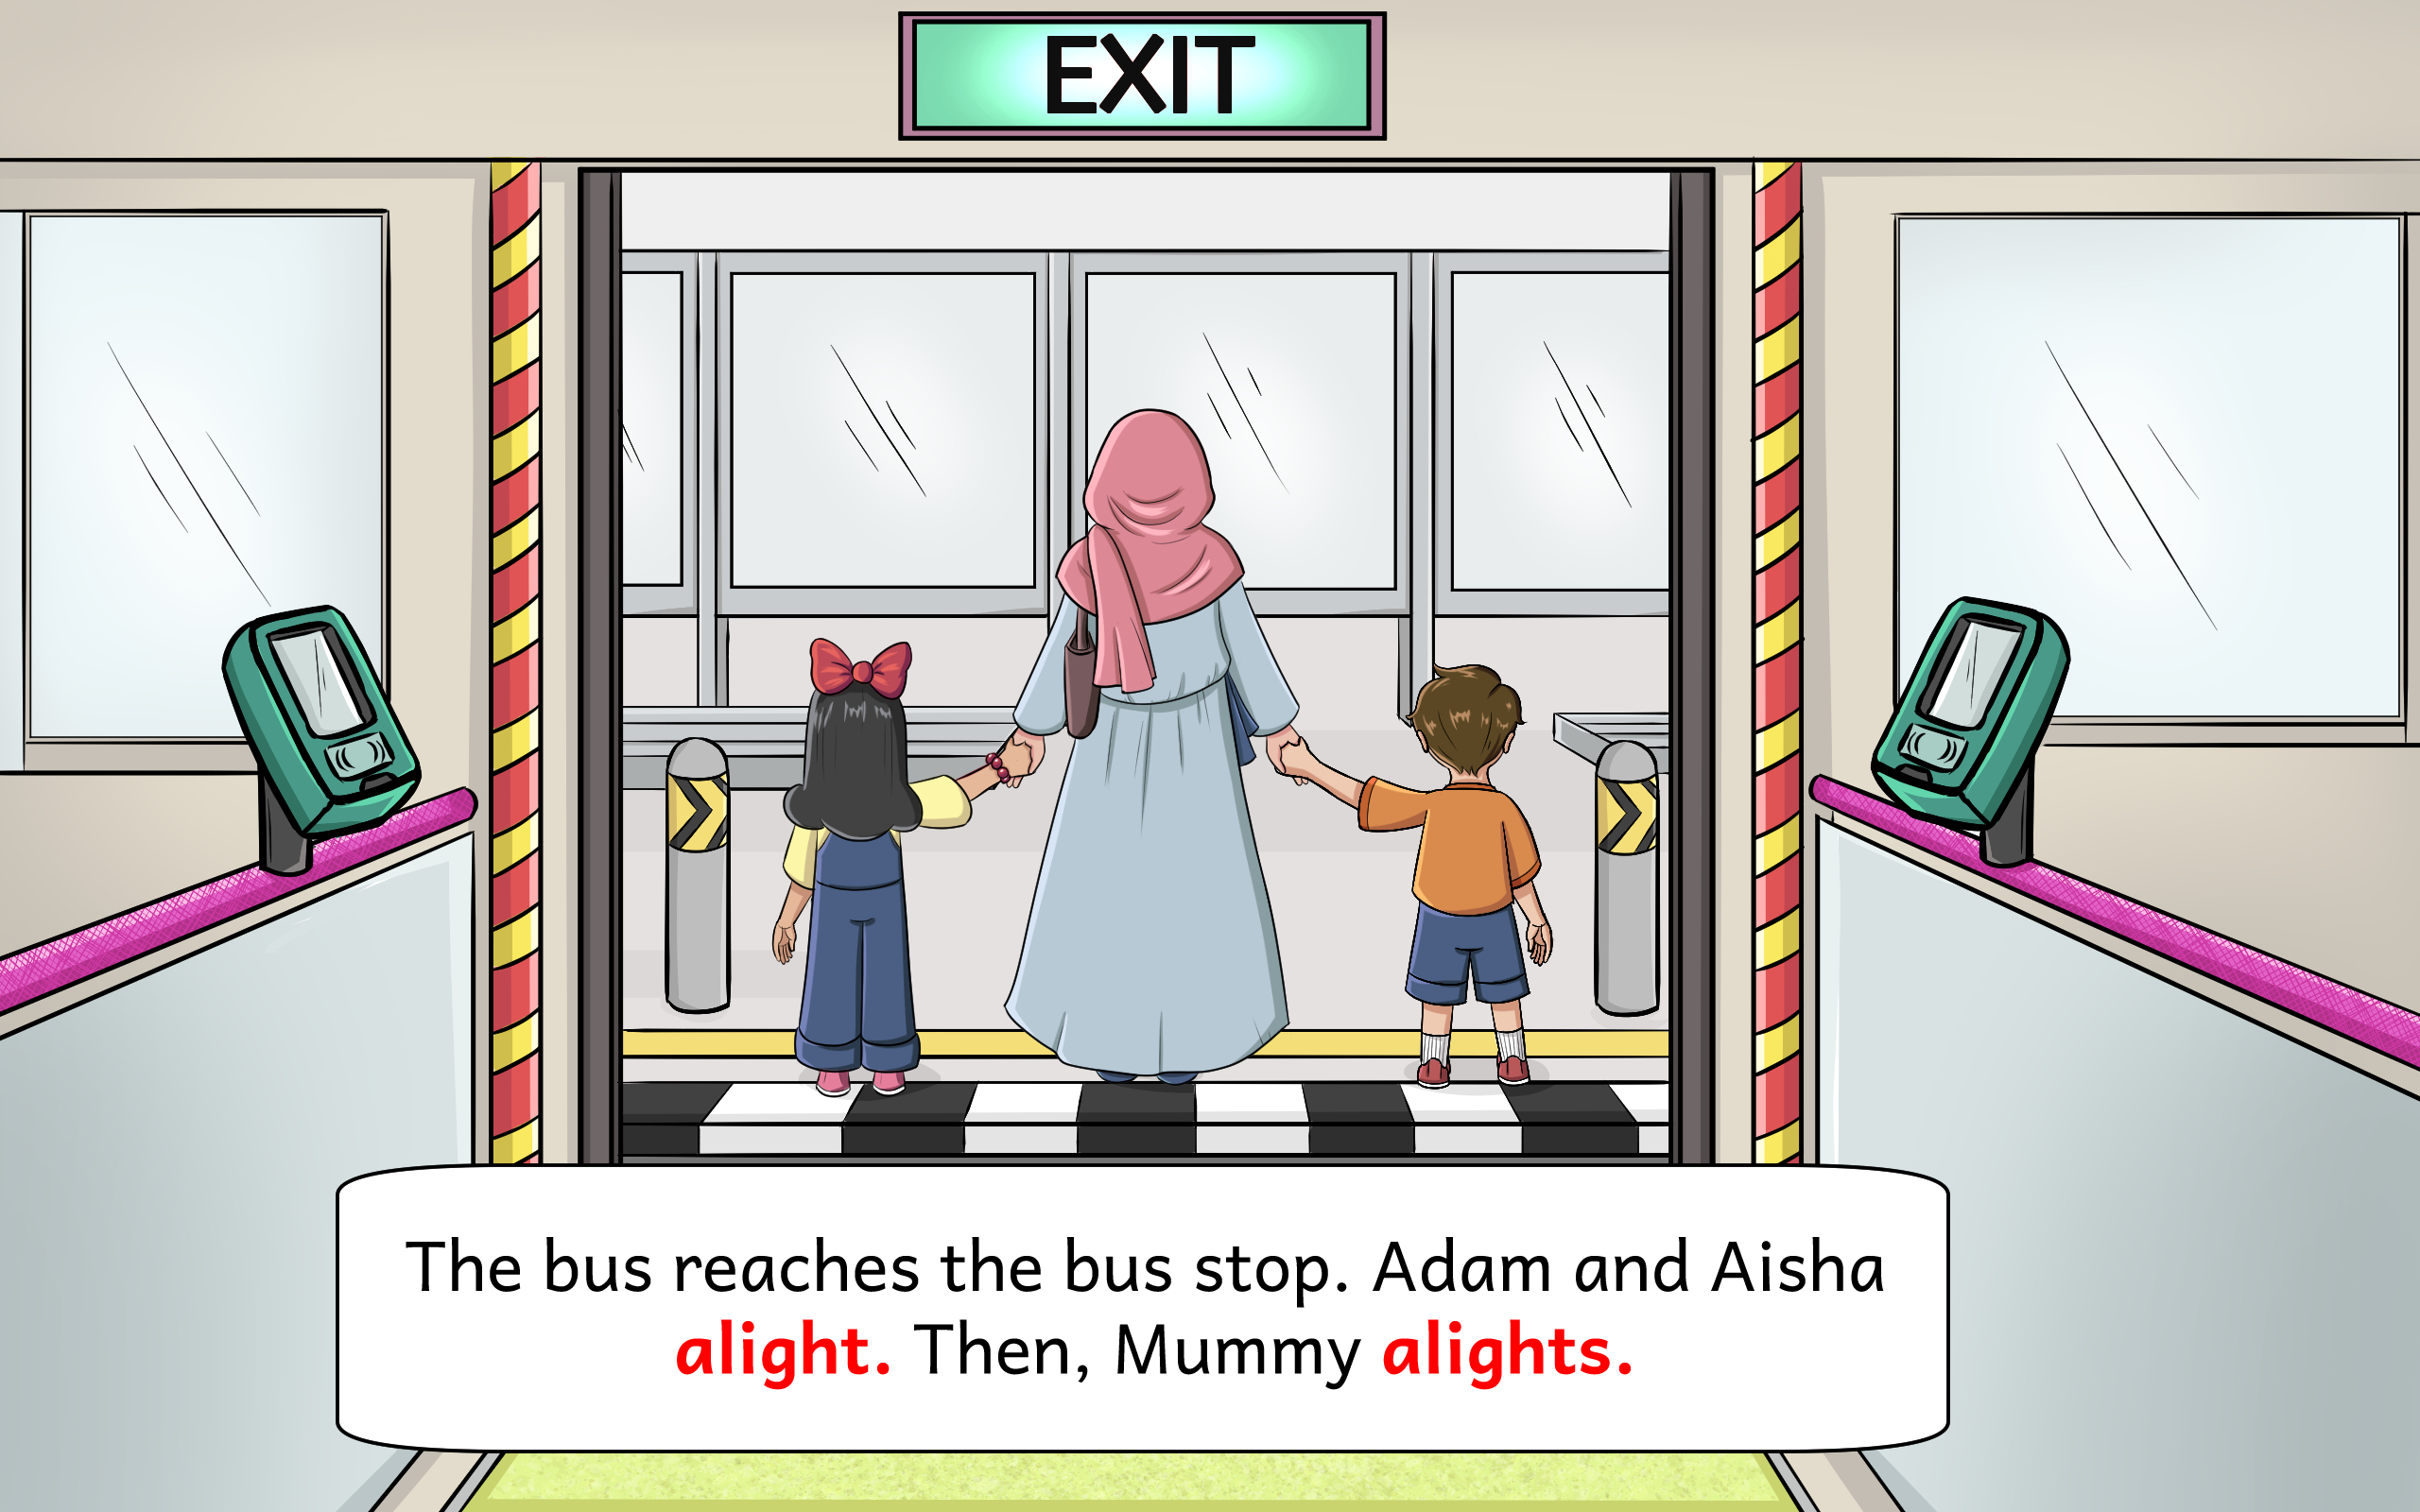 EXIT
The bus reaches the bus stop. Adam and Aisha
alight. Then, Mummy alights.